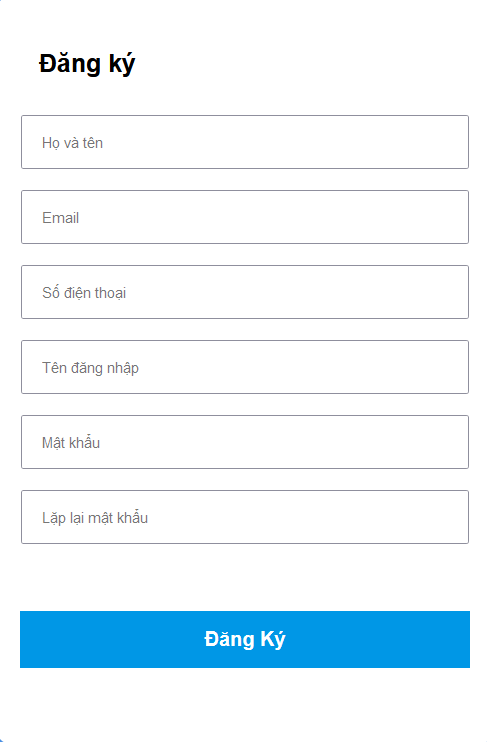 Đăng ký
Họ và tên
Email
Số điện thoại
Tên đăng nhập
Mật khẩu
Lặp lại mật khẩu
Đăng Ký